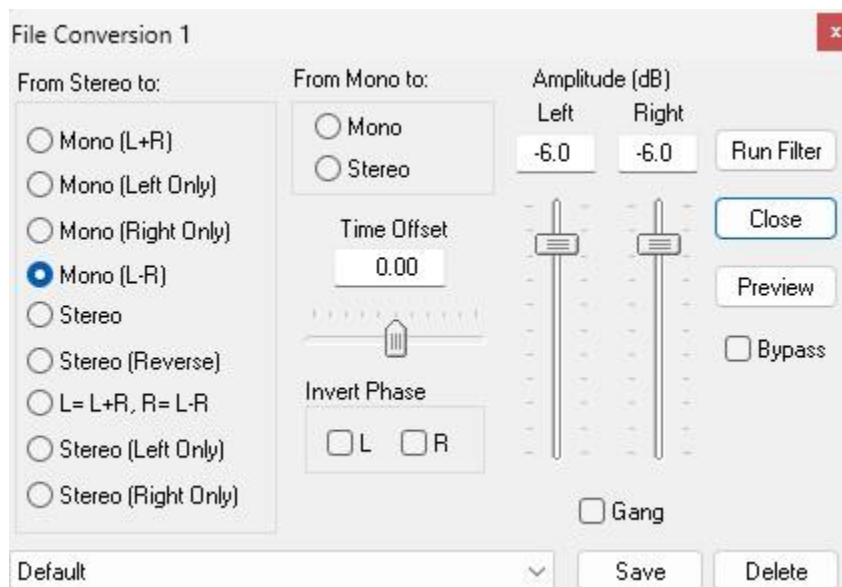 File Conversion 1
x
From Stereo to:
Mono (L+R)
Mono (Left Only)
Mono (Right Only)
Mono (L-R)
Stereo
Stereo (Reverse)
L= L+R, R= L-R
Stereo (Left Only)
Stereo (Right Only)
From Mono to:
Mono
Stereo
Time Offset
0.00
Invert Phase
L R
Amplitude (dB)
Left Right
-6.0 -6.0
Gang
Run Filter
Close
Preview
Bypass
Default
Save
Delete